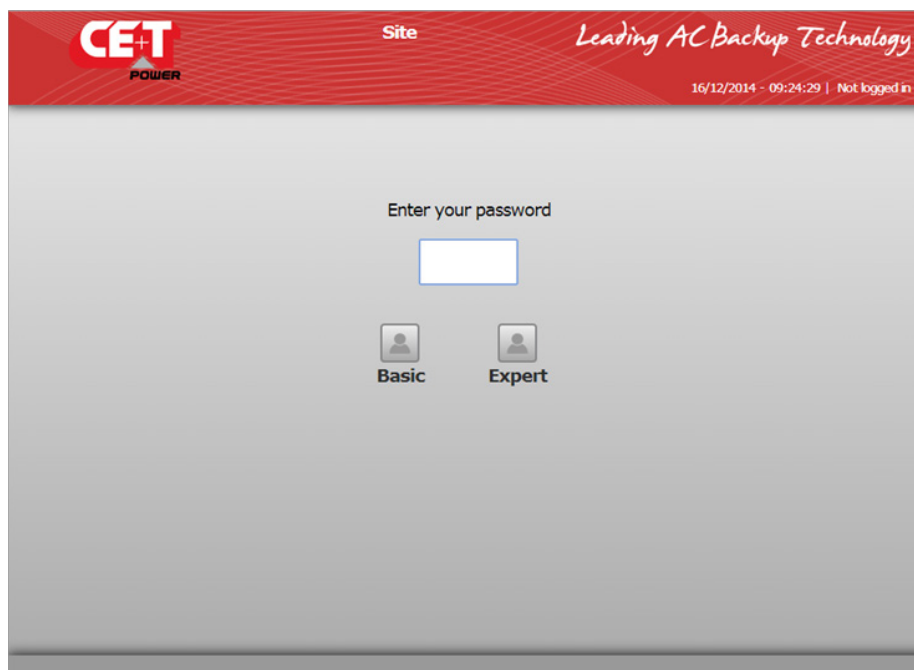 CE+T
POWER
Site
Leading AC Backup Technology
16/12/2014 - 09:24:29 | Not logged in
Enter your password
Basic
Expert